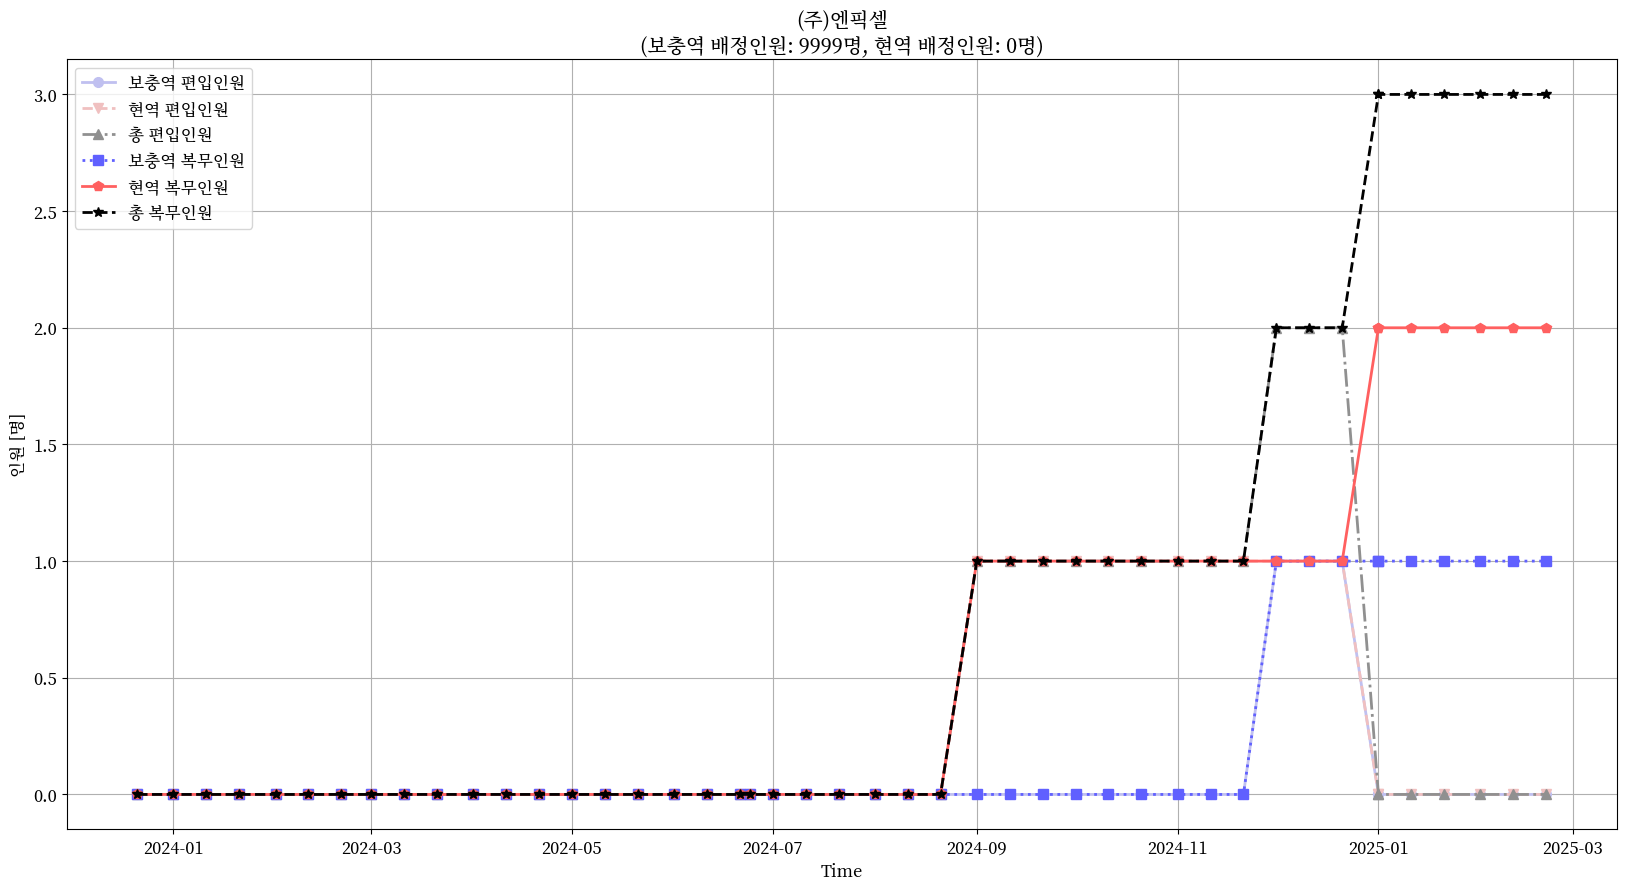 (주)엔픽셀
(보충역 배정인원: 9999명, 현역 배정인원: 0명)
보충역 편입인원
현역 편입인원
총 편입인원
보충역 복무인원
현역 복무인원
총 복무인원
인원 [명]
3.0
2.5
2.0
1.5
1.0
0.5
0.0
2024-01
2024-03
2024-05
2024-07
2024-09
2024-11
2025-01
2025-03
Time